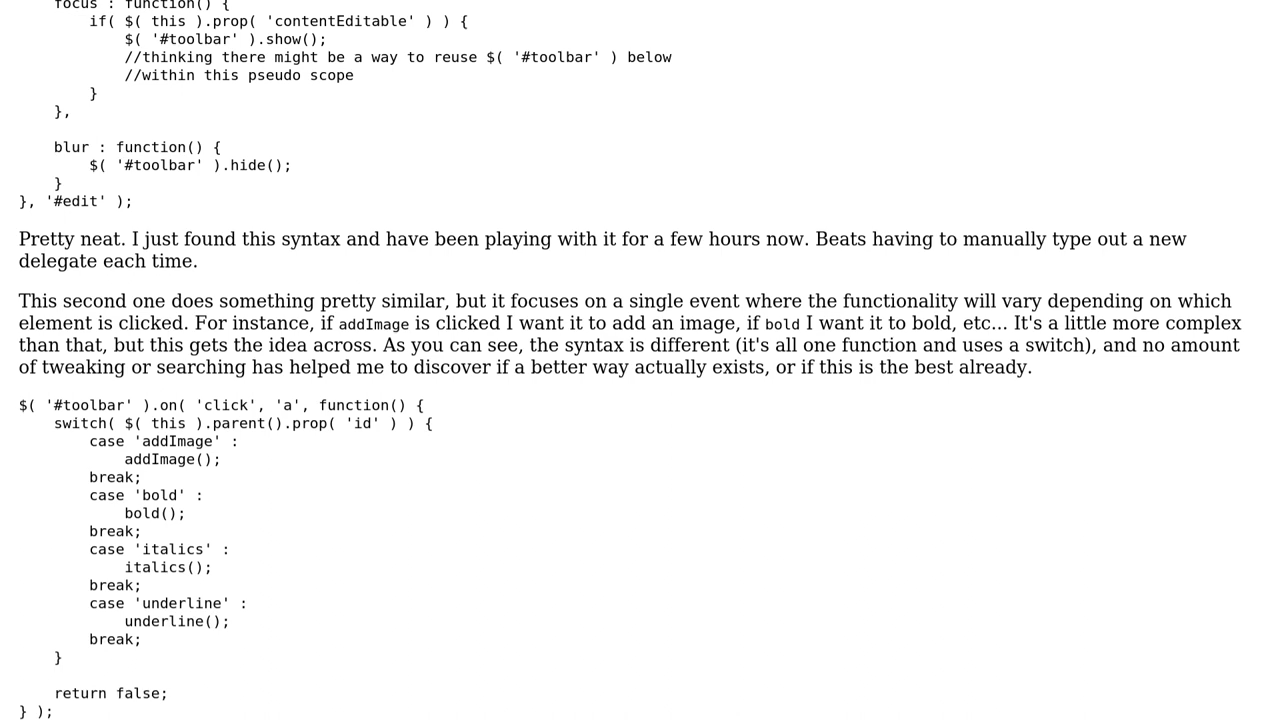 focus : function() {
        if( $( this ).prop( 'contentEditable' ) ) {
            $( '#toolbar' ).show();
            //thinking there might be a way to reuse $( '#toolbar' ) below
            //within this pseudo scope
        }
    },

    blur : function() {
        $( '#toolbar' ).hide();
    }
}, '#edit' );
Pretty neat. I just found this syntax and have been playing with it for a few hours now. Beats having to manually type out a new
delegate each time.
This second one does something pretty similar, but it focuses on a single event where the functionality will vary depending on which
element is clicked. For instance, if addImage is clicked I want it to add an image, if bold I want it to bold, etc... It's a little more complex
than that, but this gets the idea across. As you can see, the syntax is different (it's all one function and uses a switch), and no amount
of tweaking or searching has helped me to discover if a better way actually exists, or if this is the best already.
$( '#toolbar' ).on( 'click', 'a', function() {
    switch( $( this ).parent().prop( 'id' ) ) {
        case 'addImage' :
            addImage();
        break;
        case 'bold' :
            bold();
        break;
        case 'italics' :
            italics();
        break;
        case 'underline' :
            underline();
        break;
    }

    return false;
} );